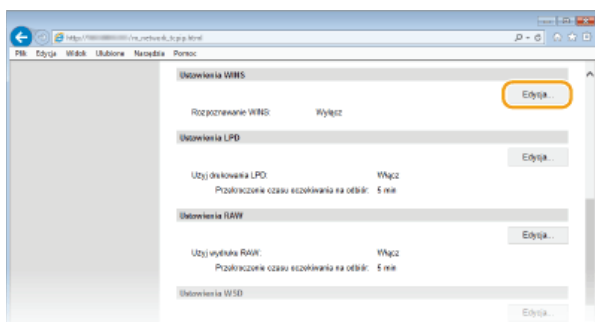 _network_tcpip.html
Plik Edycja Widok Ulubione Narzędzia Pomoc
Ustawienia WINS
Edycja...
Rozpoznawanie WINS: Wyłącz
Ustawienia LPD
Edycja...
Użyj drukowania LPD: Włącz
Przekroczenie czasu oczekiwania na odbiór: 5 min
Ustawienia RAW
Edycja...
Użyj wydruku RAW: Włącz
Przekroczenie czasu oczekiwania na odbiór: 5 min
Ustawienia WSD
Edycja...